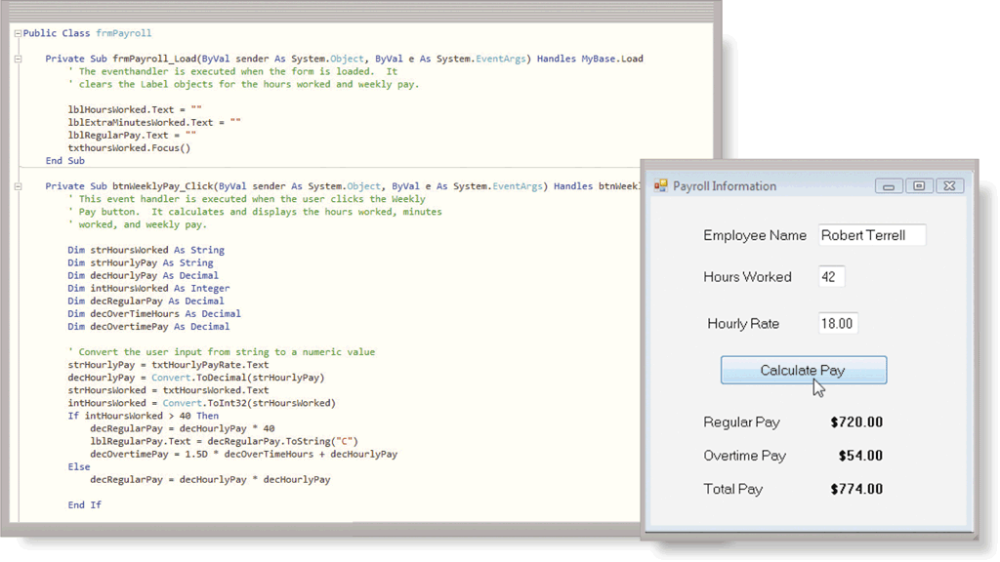 Public Class frmPayroll
Private Sub frmPayroll_Load(ByVal sender As System.Object, ByVal e As System.EventArgs) Handles MyBase.Load
' The eventhandler is executed when the form is loaded.  It
' clears the Label objects for the hours worked and weekly pay.
lblHoursWorked.Text = ""
lblExtraMinutesWorked.Text = ""
lblRegularPay.Text = ""
txthoursWorked.Focus()
End Sub
Private Sub btnWeeklyPay_Click(ByVal sender As System.Object, ByVal e As System.EventArgs) Handles btnWeekl
' This event handler is executed when the user clicks the Weekly
' Pay button.  It calculates and displays the hours worked, minutes
' worked, and weekly pay.
Dim strHoursWorked As String
Dim strHourlyPay As String
Dim decHourlyPay As Decimal
Dim intHoursWorked As Integer
Dim decRegularPay As Decimal
Dim decOverTimeHours As Decimal
Dim decOvertimePay As Decimal
' Convert the user input from string to a numeric value
strHourlyPay = txtHourlyPayRate.Text
decHourlyPay = Convert.ToDecimal(strHourlyPay)
strHoursWorked = txtHoursWorked.Text
intHoursWorked = Convert.ToInt32(strHoursWorked)
If intHoursWorked > 40 Then
decRegularPay = decHourlyPay * 40
lblRegularPay.Text = decRegularPay.ToString("C")
decOvertimePay = 1.5D * decOverTimeHours + decHourlyPay
Else
decRegularPay = decHourlyPay * decHourlyPay
End If
Payroll Information
Employee Name Robert Terrell
Hours Worked 42
Hourly Rate 18.00
Calculate Pay
Regular Pay $720.00
Overtime Pay $54.00
Total Pay $774.00